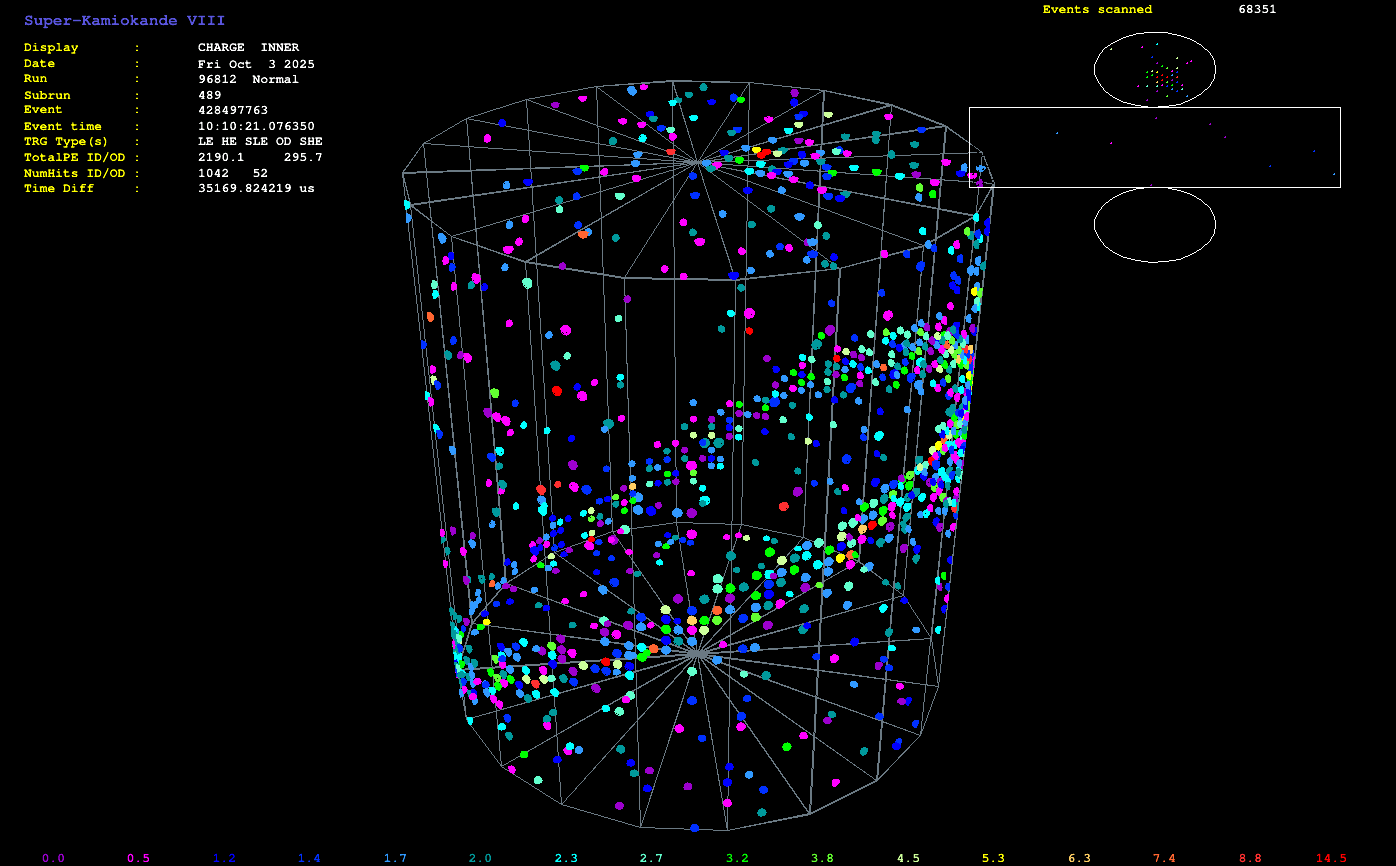 Super-Kamiokande VIII
Events scanned 68351
Display : CHARGE INNER
Date : Fri Oct 3 2025
Run : 96812 Normal
Subrun : 489
Event : 428497763
Event time : 10:10:21.076350
TRG Type(s) : LE HE SLE OD SHE
TotalPE ID/OD : 2190.1 295.7
NumHits ID/OD : 1042 52
Time Diff : 35169.824219 us
0.0 0.5 1.2 1.4 1.7 2.0 2.3 2.7 3.2 3.8 4.5 5.3 6.3 7.4 8.8 14.5